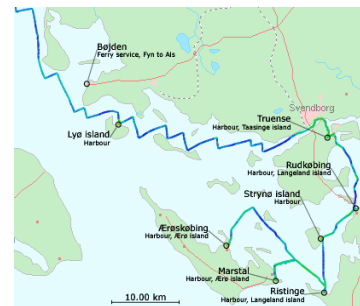 Bøjden
Ferry service, Fyn to Als
Svendborg
Truense
Harbour, Taasinge island
Lyø island
Harbour
Rudkøbing
Harbour, Langeland island
Strynø island
Harbour
Ærøskøbing
Harbour, Ærø island
Marstal
Harbour, Ærø island
Ristinge
Harbour, Langeland island
10.00 km